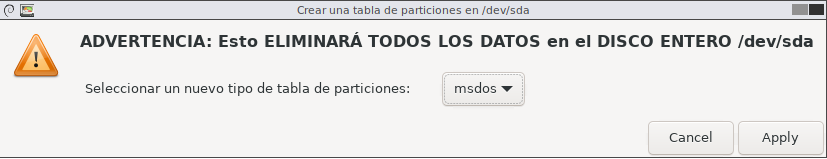 Crear una tabla de particiones en /dev/sda
ADVERTENCIA: Esto ELIMINARÁ TODOS LOS DATOS en el DISCO ENTERO /dev/sda
Seleccionar un nuevo tipo de tabla de particiones: msdos
Cancel Apply